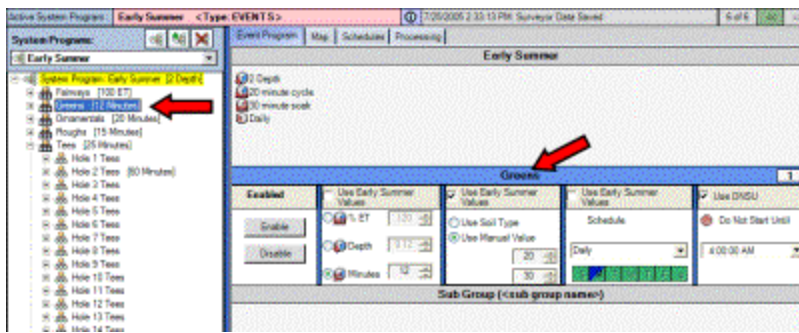 Active System Program: Early Summer <Type: EVENTS> 7/25/2005 2:33:13 PM: Surveyor Data Saved 6 of 6
System Programs:
Early Summer
System Program: Early Summer [2 Depth]
Fairways [100 ET]
Greens [12 Minutes]
Ornamentals [20 Minutes]
Roughs [15 Minutes]
Tees [25 Minutes]
Hole 1 Tees
Hole 2 Tees [60 Minutes]
Hole 3 Tees
Hole 4 Tees
Hole 5 Tees
Hole 6 Tees
Hole 7 Tees
Hole 8 Tees
Hole 9 Tees
Hole 10 Tees
Hole 11 Tees
Hole 12 Tees
Hole 13 Tees
Hole 14 Tees
Event Program Map Schedules Processing
Early Summer
.2 Depth
20 minute cycle
30 minute soak
Daily
Greens 1
Enabled
Enable
Disable
Use Early Summer Values
% ET 120
Depth 0.12
Minutes 12
Use Early Summer Values
Use Soil Type
Use Manual Value
20
30
Use Early Summer Values
Schedule
Daily
Use DNSU
Do Not Start Until
4:00:00 AM
Sub Group (<sub group name>)